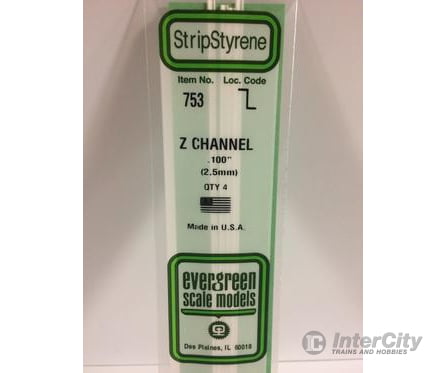 StripStyrene
Item No. Loc. Code
753
Z CHANNEL
.100"
(2.5mm)
QTY 4
Made in U.S.A.
evergreen
scale models
Des Plaines, IL 60018
IC InterCity
TRAINS AND HOBBIES